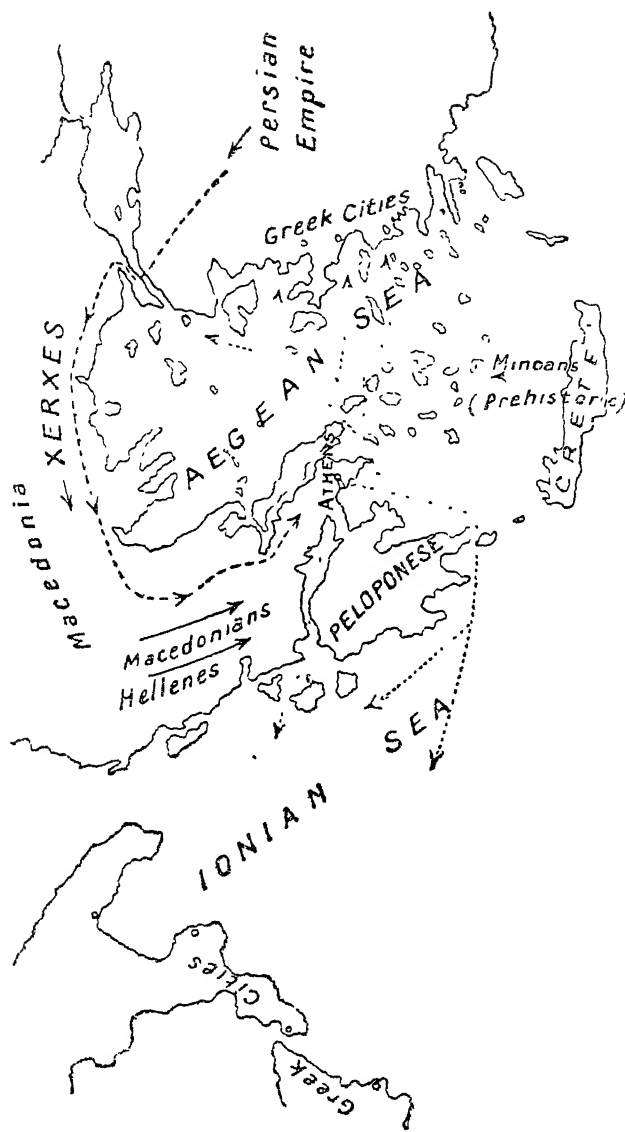 Persian
Empire
Greek Cities
XERXES
AEGEAN SEA
Minoans
(Prehistoric)
CRETE
Macedonia
ATHENS
PELOPONESE
Macedonians
Hellenes
IONIAN SEA
Cities
Greek